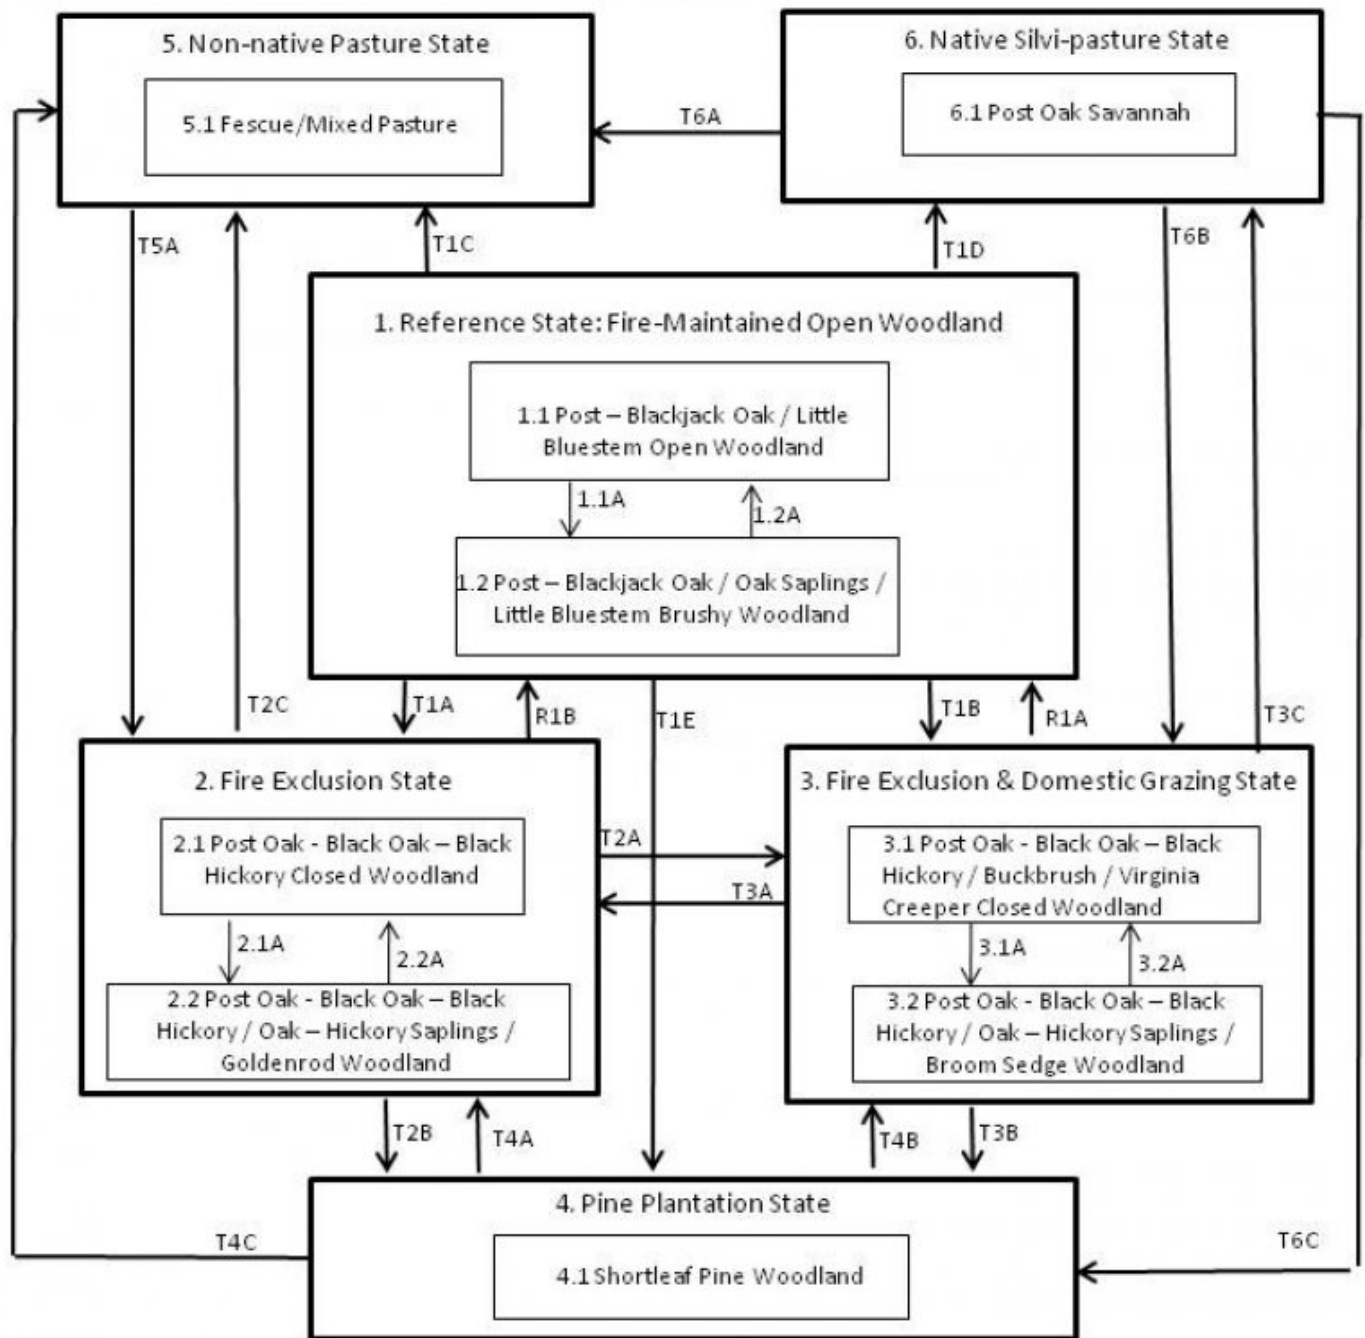 5. Non-native Pasture State
5.1 Fescue/Mixed Pasture
6. Native Silvi-pasture State
6.1 Post Oak Savannah
T6A
T5A
T1C
T1D
T6B
1. Reference State: Fire-Maintained Open Woodland
1.1 Post – Blackjack Oak / Little
Bluestem Open Woodland
1.1A
1.2A
1.2 Post – Blackjack Oak / Oak Saplings /
Little Bluestem Brushy Woodland
T2C
T1A
R1B
T1E
T1B
R1A
T3C
2. Fire Exclusion State
2.1 Post Oak - Black Oak – Black
Hickory Closed Woodland
2.1A
2.2A
2.2 Post Oak - Black Oak – Black
Hickory / Oak – Hickory Saplings /
Goldenrod Woodland
T2A
T3A
3. Fire Exclusion & Domestic Grazing State
3.1 Post Oak - Black Oak – Black
Hickory / Buckbrush / Virginia
Creeper Closed Woodland
3.1A
3.2A
3.2 Post Oak - Black Oak – Black
Hickory / Oak – Hickory Saplings /
Broom Sedge Woodland
T2B
T4A
T4B
T3B
4. Pine Plantation State
4.1 Shortleaf Pine Woodland
T4C
T6C